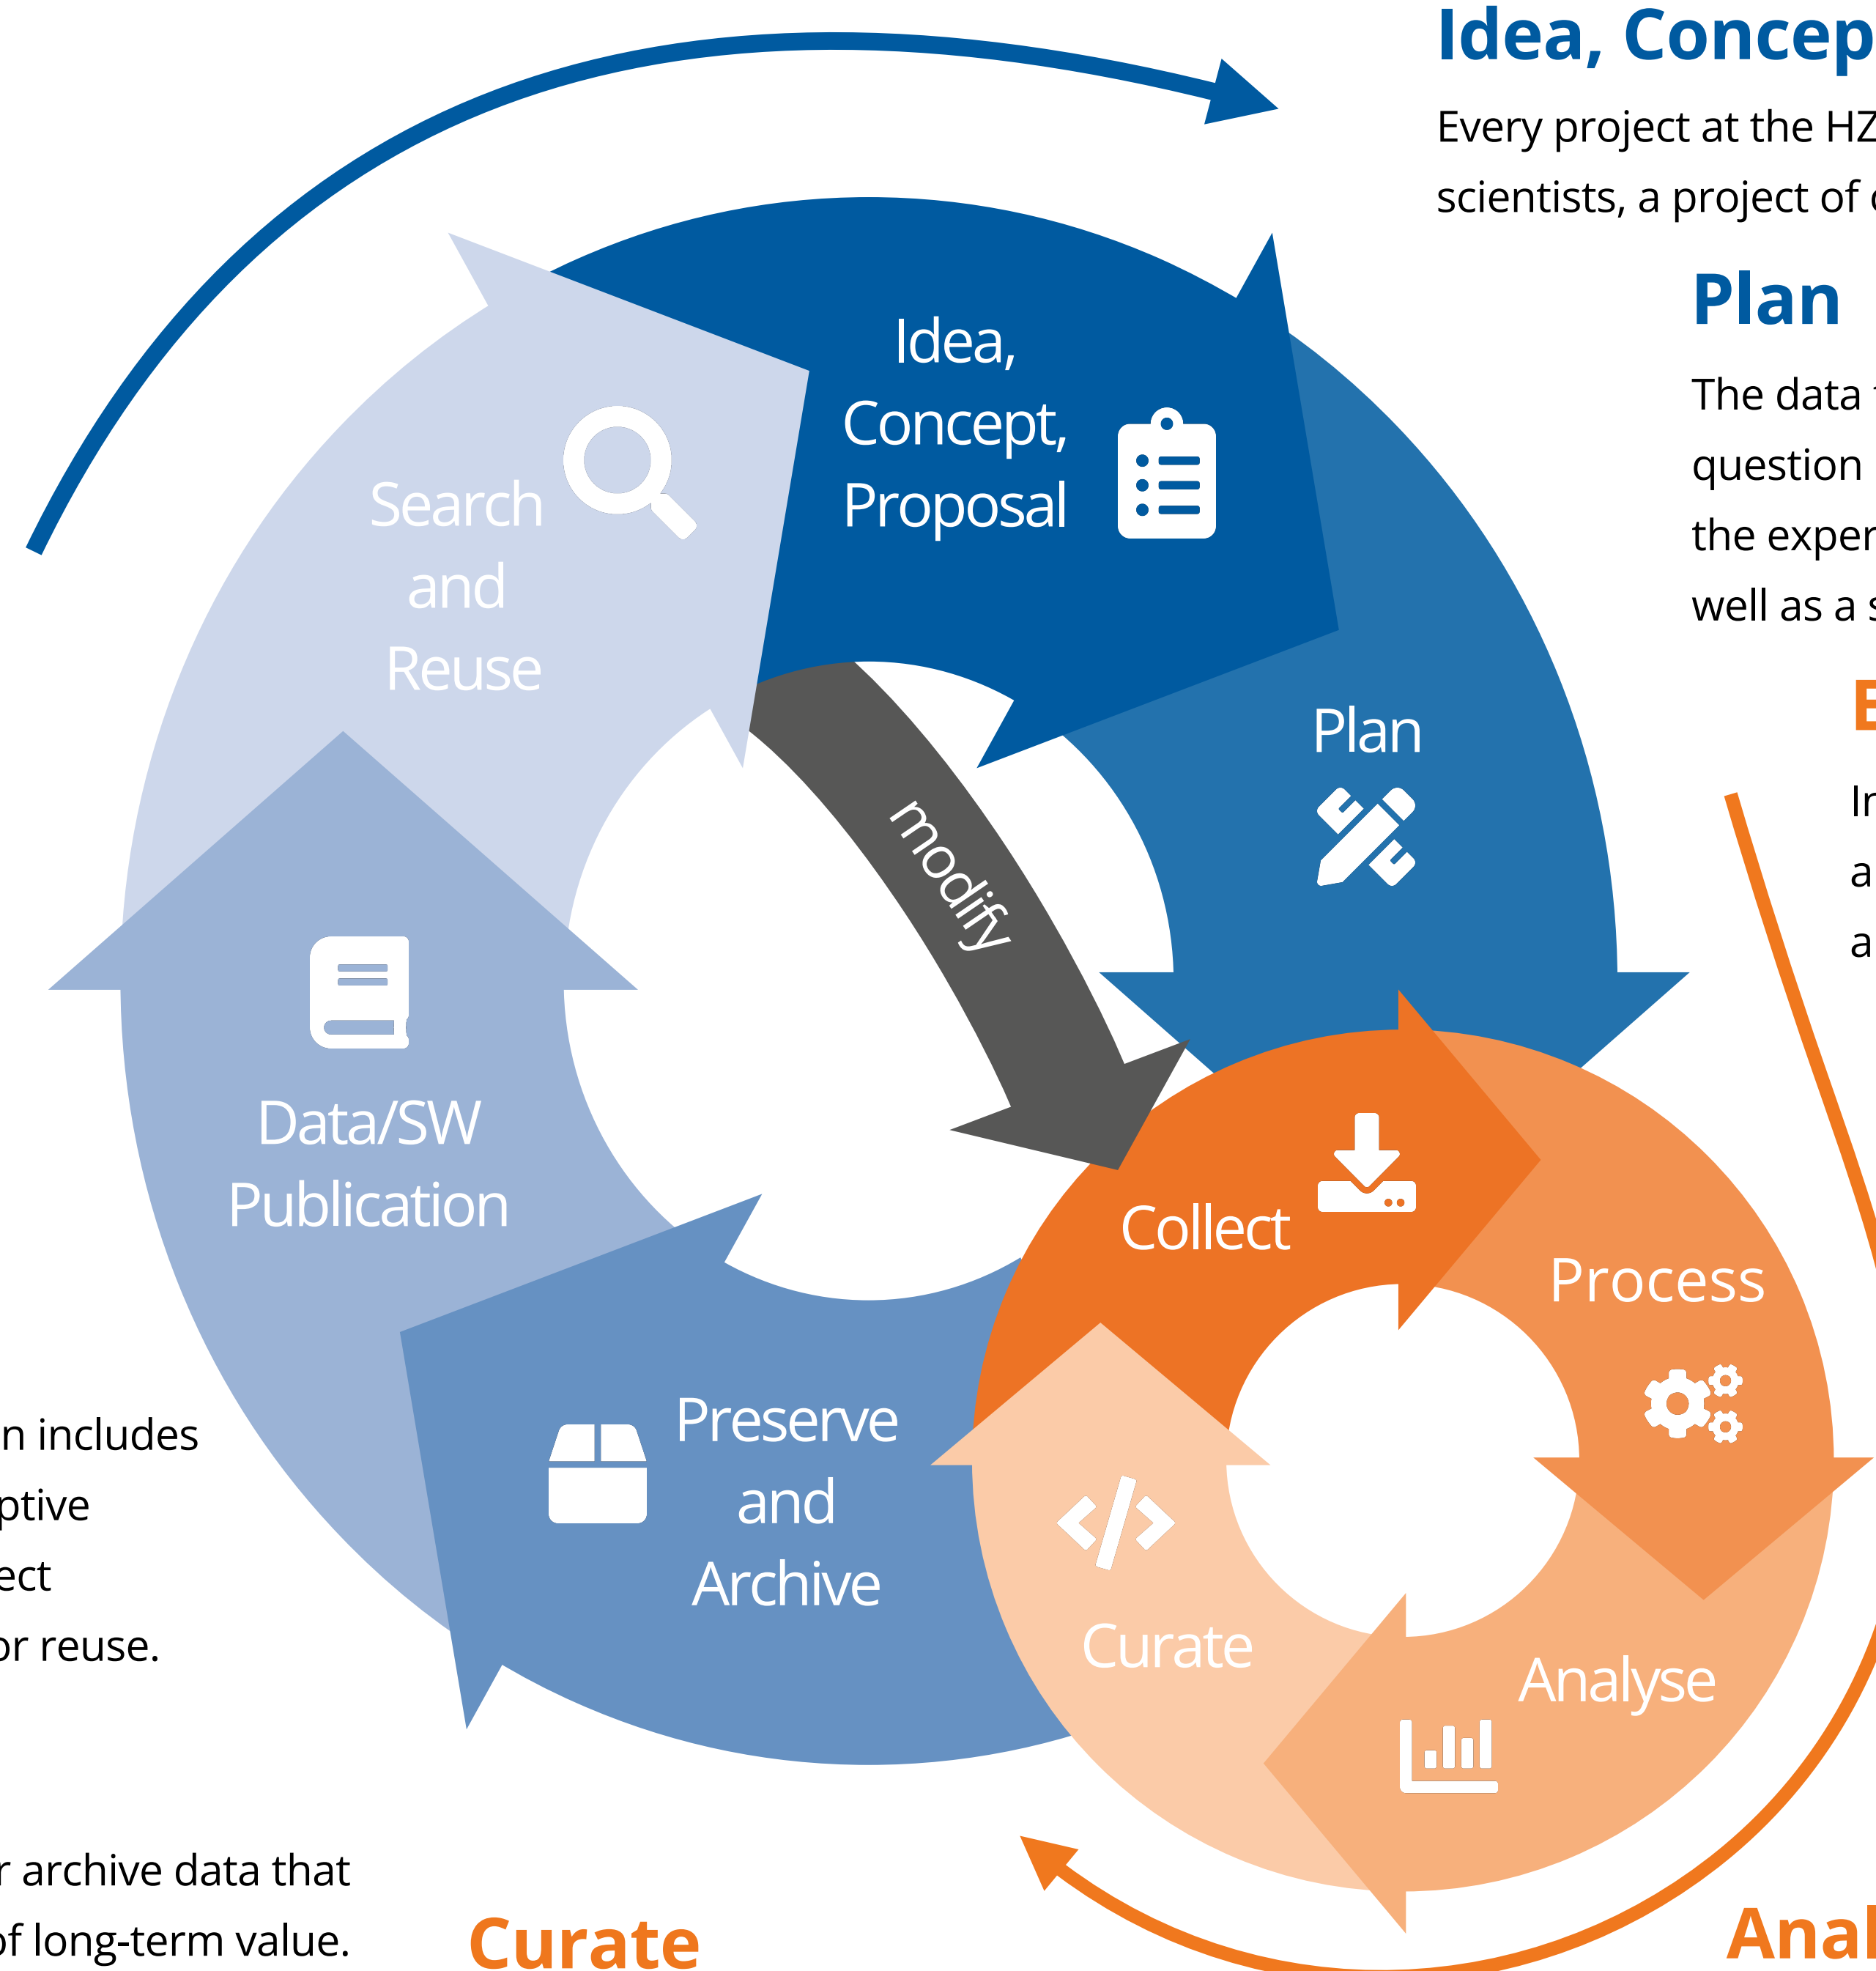 Idea, Concep
Every project at the HZ
scientists, a project of
Plan
The data
question
the exper
well as a s
Idea,
Concept,
Proposal
Search
and
Reuse
Plan
modify
Data/SW
Publication
Collect
Process
Preserve
and
Archive
Curate
Analyse
n includes
ptive
ect
or reuse.
r archive data that
of long-term value.
Curate
Anal